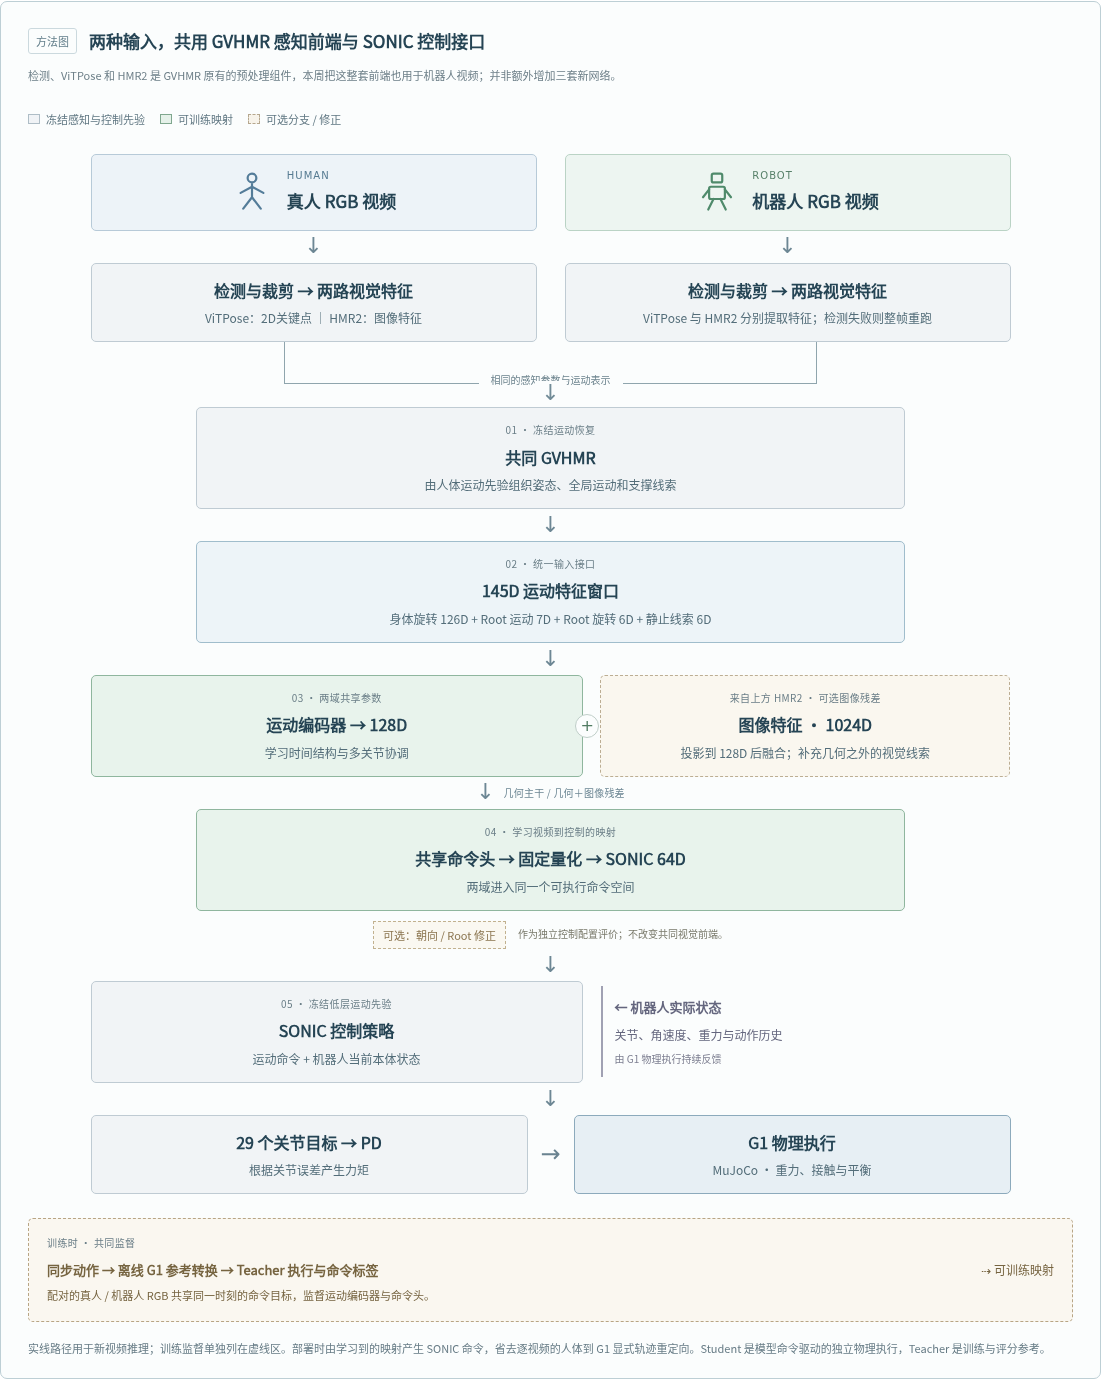 方法图
两种输入，共用 GVHMR 感知前端与 SONIC 控制接口
检测、ViTPose 和 HMR2 是 GVHMR 原有的预处理组件，本周把这整套前端也用于机器人视频；并非额外增加三套新网络。
冻结感知与控制先验
可训练映射
可选分支 / 修正
HUMAN
真人 RGB 视频
ROBOT
机器人 RGB 视频
↓
↓
检测与裁剪 → 两路视觉特征
ViTPose：2D关键点 | HMR2：图像特征
检测与裁剪 → 两路视觉特征
ViTPose 与 HMR2 分别提取特征；检测失败则整帧重跑
相同的感知参数与运动表示
↓
01 · 冻结运动恢复
共同 GVHMR
由人体运动先验组织姿态、全局运动和支撑线索
↓
02 · 统一输入接口
145D 运动特征窗口
身体旋转 126D + Root 运动 7D + Root 旋转 6D + 静止线索 6D
↓
03 · 两域共享参数
运动编码器 → 128D
学习时间结构与多关节协调
+
来自上方 HMR2 · 可选图像残差
图像特征 · 1024D
投影到 128D 后融合；补充几何之外的视觉线索
↓ 几何主干 / 几何＋图像残差
04 · 学习视频到控制的映射
共享命令头 → 固定量化 → SONIC 64D
两域进入同一个可执行命令空间
可选：朝向 / Root 修正
作为独立控制配置评价；不改变共同视觉前端。
↓
05 · 冻结低层运动先验
SONIC 控制策略
运动命令 + 机器人当前本体状态
← 机器人实际状态
关节、角速度、重力与动作历史
由 G1 物理执行持续反馈
↓
29 个关节目标 → PD
根据关节误差产生力矩
→
G1 物理执行
MuJoCo · 重力、接触与平衡
训练时 · 共同监督
同步动作 → 离线 G1 参考转换 → Teacher 执行与命令标签
⇢ 可训练映射
配对的真人 / 机器人 RGB 共享同一时刻的命令目标，监督运动编码器与命令头。
实线路径用于新视频推理；训练监督单独列在虚线区。部署时由学习到的映射产生 SONIC 命令，省去逐视频的人体到 G1 显式轨迹重定向。Student 是模型命令驱动的独立物理执行，Teacher 是训练与评分参考。